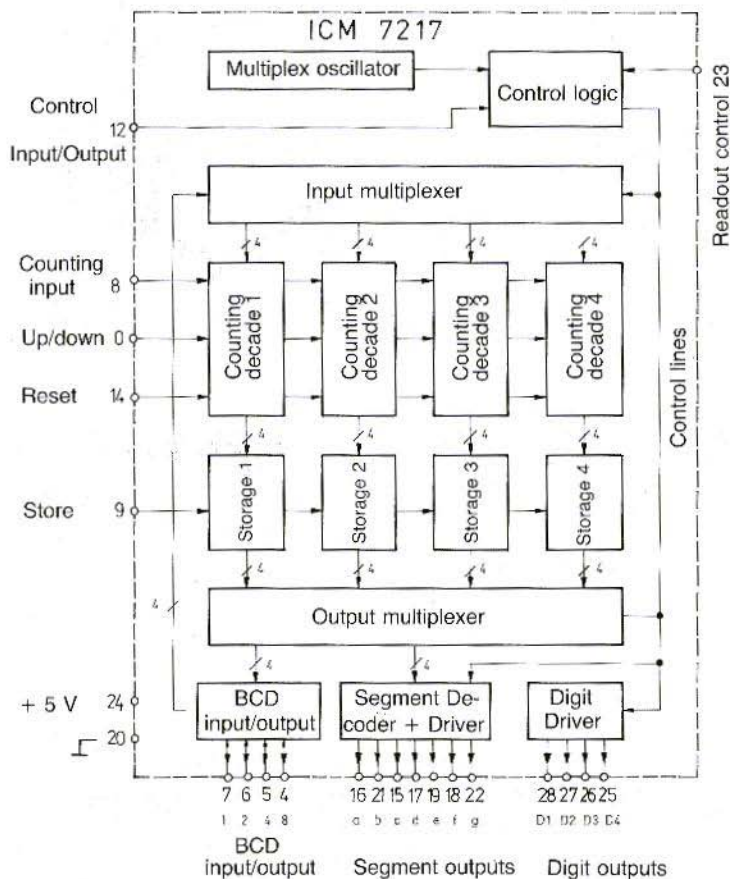 ICM 7217
Multiplex oscillator
Control logic
Readout control 23
Control
12
Input/Output
Input multiplexer
4 4 4 4
Counting
input 8
Counting decade 1
Counting decade 2
Counting decade 3
Counting decade 4
Up/down 0
Reset 14
Control lines
4 4 4 4
Store 9
Storage 1
Storage 2
Storage 3
Storage 4
4 4 4 4
4
Output multiplexer
4 4
+ 5 V 24
20
BCD
input/output
Segment De-
coder + Driver
Digit
Driver
7 6 5 4 16 21 15 17 19 18 22 28 27 26 25
1 2 4 8 a b c d e f g D1 D2 D3 D4
BCD
input/output
Segment outputs
Digit outputs